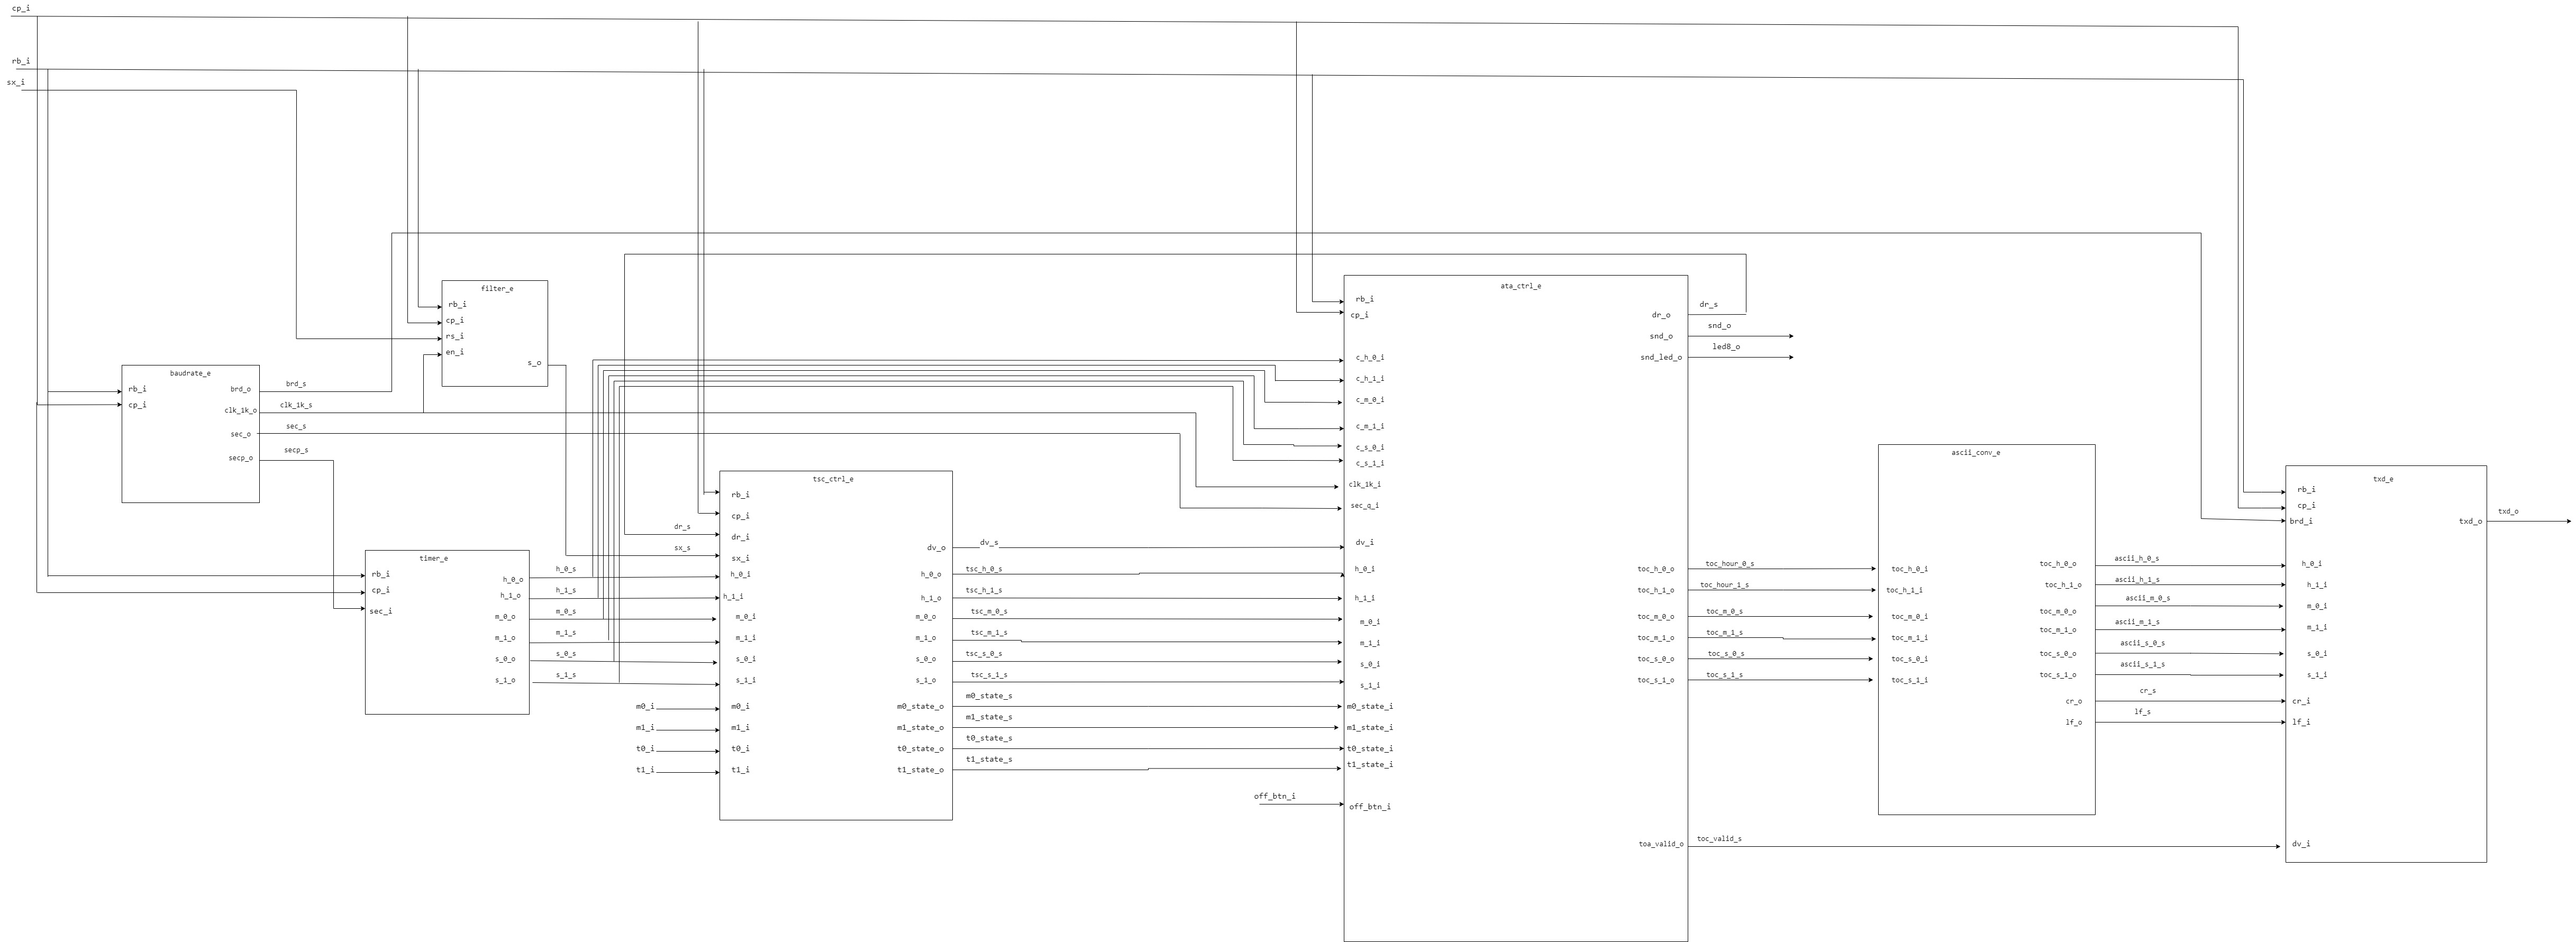 cp_i
rb_i
sx_i
baudrate_e
rb_i
cp_i
brd_o
clk_1k_o
sec_o
secp_o
brd_s
clk_1k_s
sec_s
secp_s
filter_e
rb_i
cp_i
rs_i
en_i
s_o
timer_e
rb_i
cp_i
sec_i
h_0_o
h_1_o
m_0_o
m_1_o
s_0_o
s_1_o
h_0_s
h_1_s
m_0_s
m_1_s
s_0_s
s_1_s
dr_s
sx_s
m0_i
m1_i
t0_i
t1_i
tsc_ctrl_e
rb_i
cp_i
dr_i
sx_i
h_0_i
h_1_i
m_0_i
m_1_i
s_0_i
s_1_i
m0_i
m1_i
t0_i
t1_i
dv_o
h_0_o
h_1_o
m_0_o
m_1_o
s_0_o
s_1_o
m0_state_o
m1_state_o
t0_state_o
t1_state_o
dv_s
tsc_h_0_s
tsc_h_1_s
tsc_m_0_s
tsc_m_1_s
tsc_s_0_s
tsc_s_1_s
m0_state_s
m1_state_s
t0_state_s
t1_state_s
off_btn_i
ata_ctrl_e
rb_i
cp_i
c_h_0_i
c_h_1_i
c_m_0_i
c_m_1_i
c_s_0_i
c_s_1_i
clk_1k_i
sec_q_i
dv_i
h_0_i
h_1_i
m_0_i
m_1_i
s_0_i
s_1_i
m0_state_i
m1_state_i
t0_state_i
t1_state_i
off_btn_i
dr_o
snd_o
snd_led_o
toc_h_0_o
toc_h_1_o
toc_m_0_o
toc_m_1_o
toc_s_0_o
toc_s_1_o
toa_valid_o
dr_s
snd_o
led8_o
toc_hour_0_s
toc_hour_1_s
toc_m_0_s
toc_m_1_s
toc_s_0_s
toc_s_1_s
toc_valid_s
ascii_conv_e
toc_h_0_i
toc_h_1_i
toc_m_0_i
toc_m_1_i
toc_s_0_i
toc_s_1_i
toc_h_0_o
toc_h_1_o
toc_m_0_o
toc_m_1_o
toc_s_0_o
toc_s_1_o
cr_o
lf_o
ascii_h_0_s
ascii_h_1_s
ascii_m_0_s
ascii_m_1_s
ascii_s_0_s
ascii_s_1_s
cr_s
lf_s
txd_e
rb_i
cp_i
brd_i
h_0_i
h_1_i
m_0_i
m_1_i
s_0_i
s_1_i
cr_i
lf_i
dv_i
txd_o
txd_o